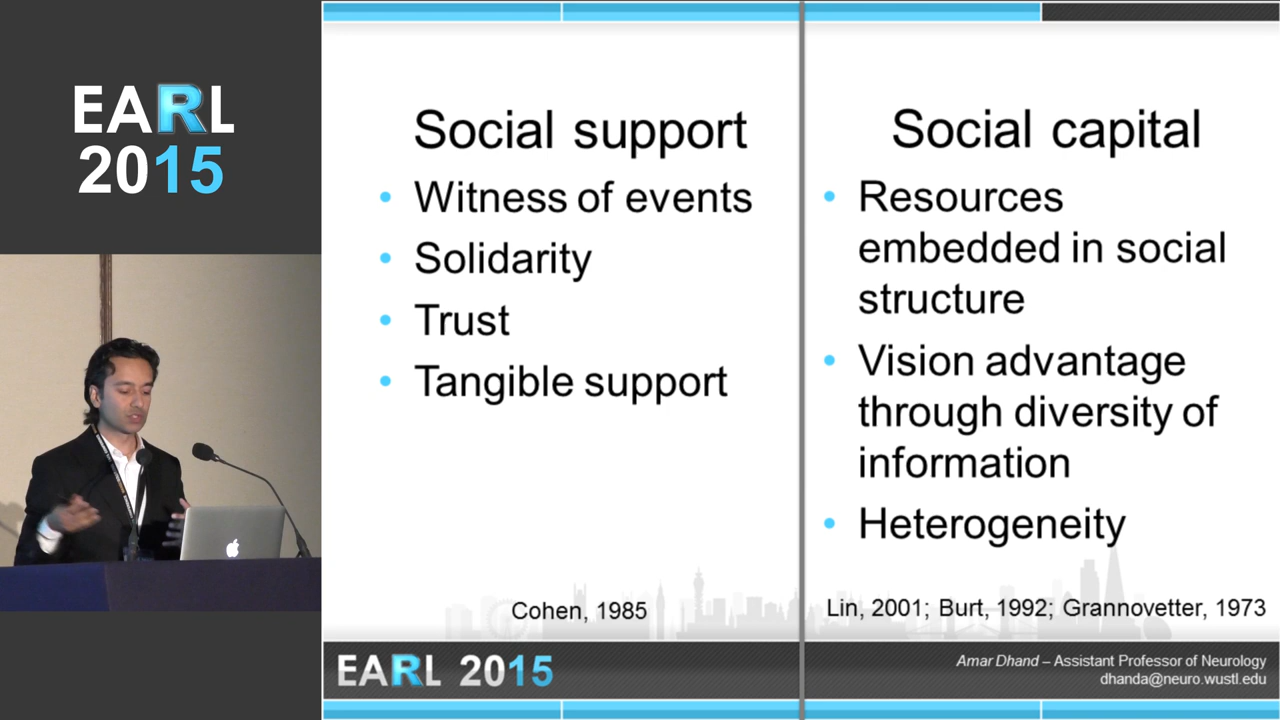 EARL
2015
Social support
• Witness of events
• Solidarity
• Trust
• Tangible support
Cohen, 1985
Social capital
• Resources
embedded in social
structure
• Vision advantage
through diversity of
information
• Heterogeneity
Lin, 2001; Burt, 1992; Grannovetter, 1973
EARL 2015
Amar Dhand – Assistant Professor of Neurology
dhanda@neuro.wustl.edu